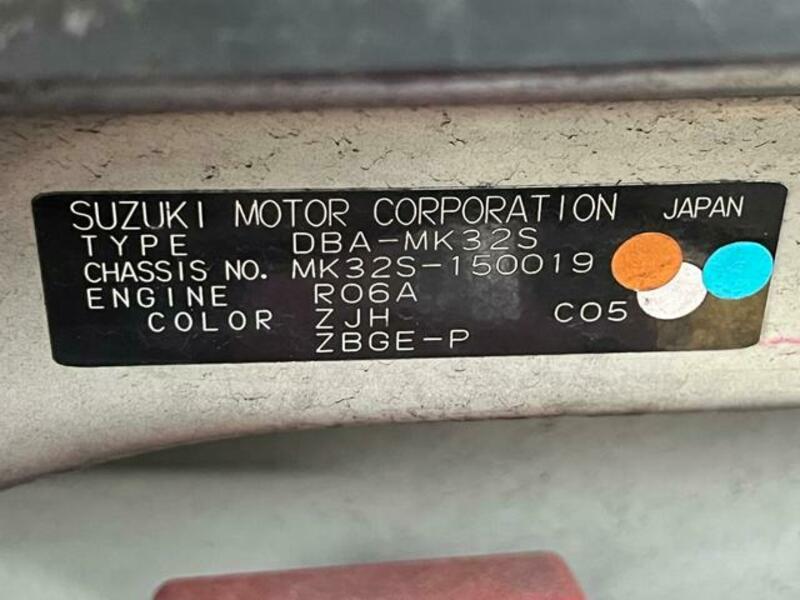 SUZUKI MOTOR CORPORATION JAPAN
TYPE DBA-MK32S
CHASSIS NO. MK32S-150019
ENGINE R06A
COLOR ZJH C05
ZBGE-P